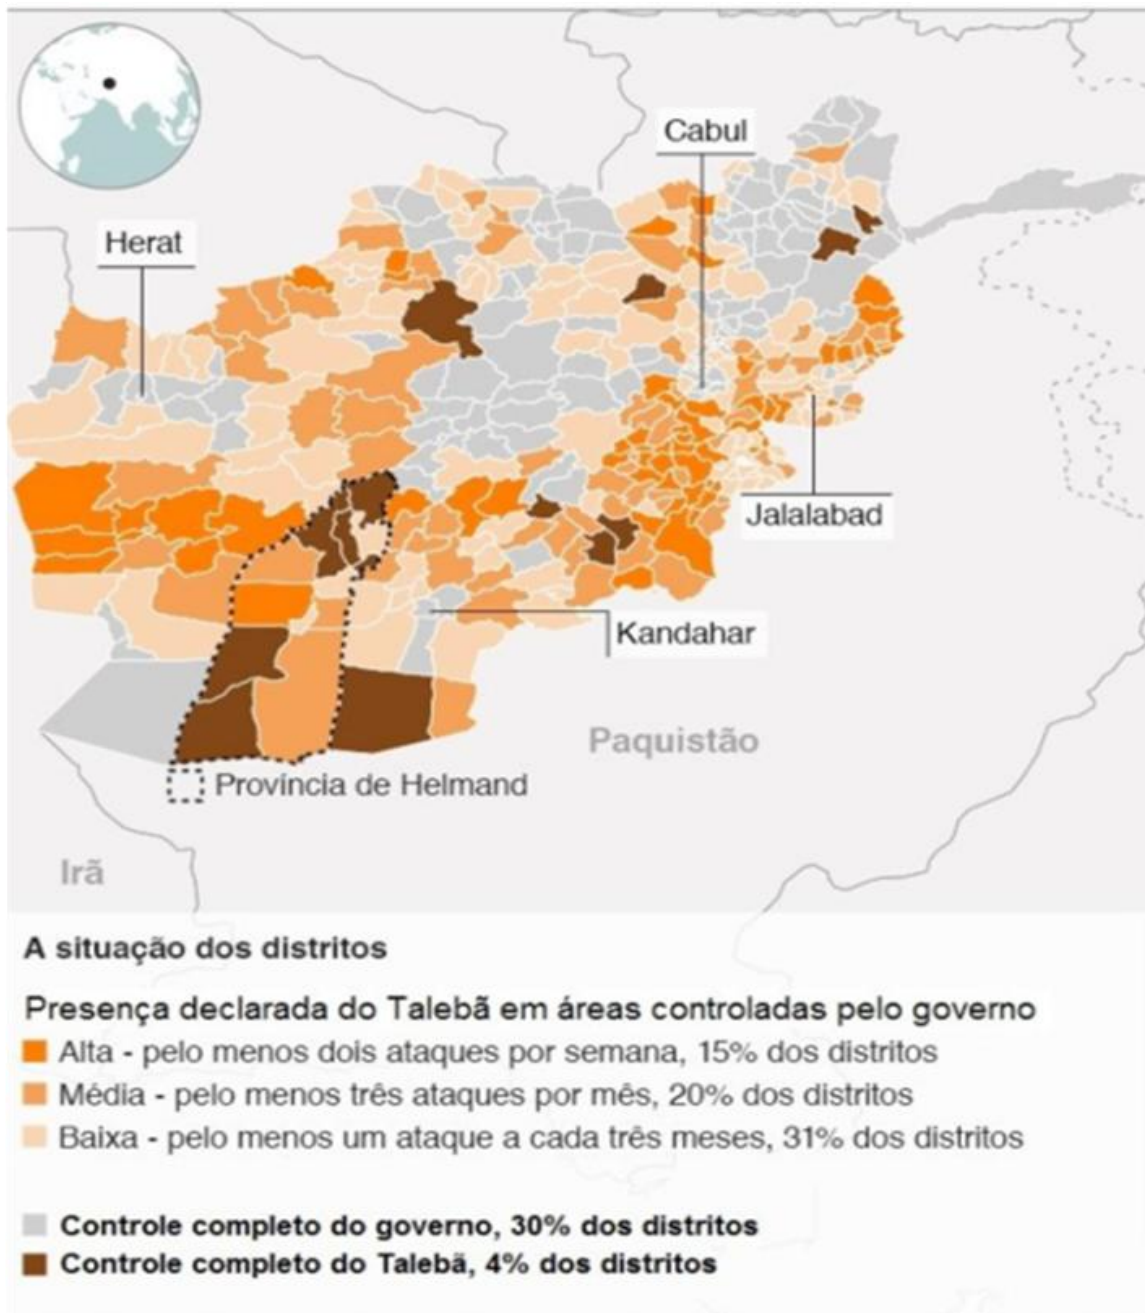 Cabul
Herat
Jalalabad
Kandahar
Paquistão
Província de Helmand
Irã
A situação dos distritos
Presença declarada do Talebã em áreas controladas pelo governo
Alta - pelo menos dois ataques por semana, 15% dos distritos
Média - pelo menos três ataques por mês, 20% dos distritos
Baixa - pelo menos um ataque a cada três meses, 31% dos distritos
Controle completo do governo, 30% dos distritos
Controle completo do Talebã, 4% dos distritos